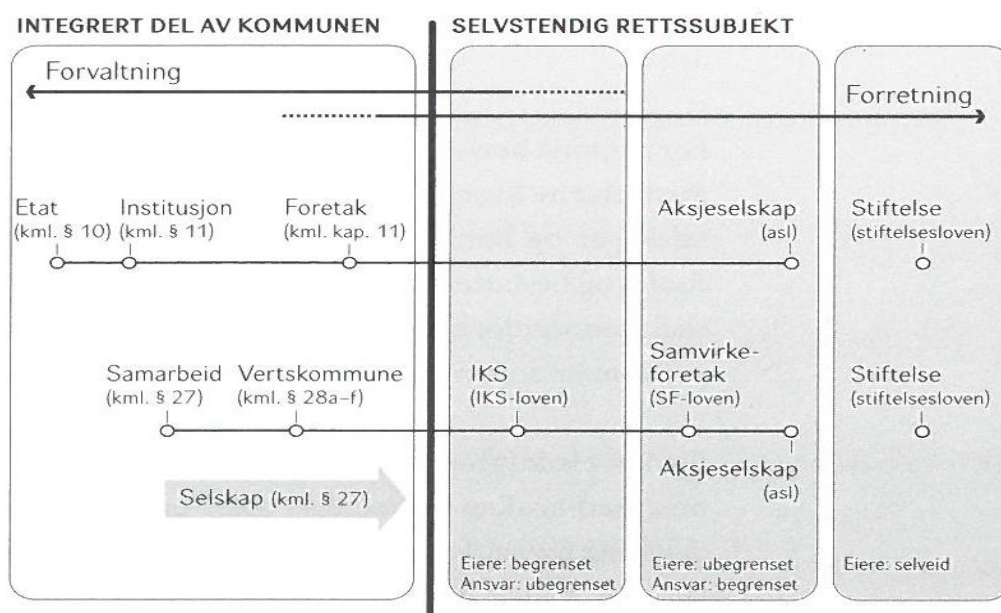 INTEGRERT DEL AV KOMMUNEN
SELVSTENDIG RETTSSUBJEKT
Forvaltning
Forretning
Etat
(kml. § 10)
Institusjon
(kml. § 11)
Foretak
(kml. kap. 11)
Aksjeselskap
(asl)
Stiftelse
(stiftelsesloven)
Samarbeid
(kml. § 27)
Vertskommune
(kml. § 28a–f)
IKS
(IKS-loven)
Samvirke-
foretak
(SF-loven)
Stiftelse
(stiftelsesloven)
Aksjeselskap
(asl)
Selskap (kml. § 27)
Eiere: begrenset
Ansvar: ubegrenset
Eiere: ubegrenset
Ansvar: begrenset
Eiere: selveid